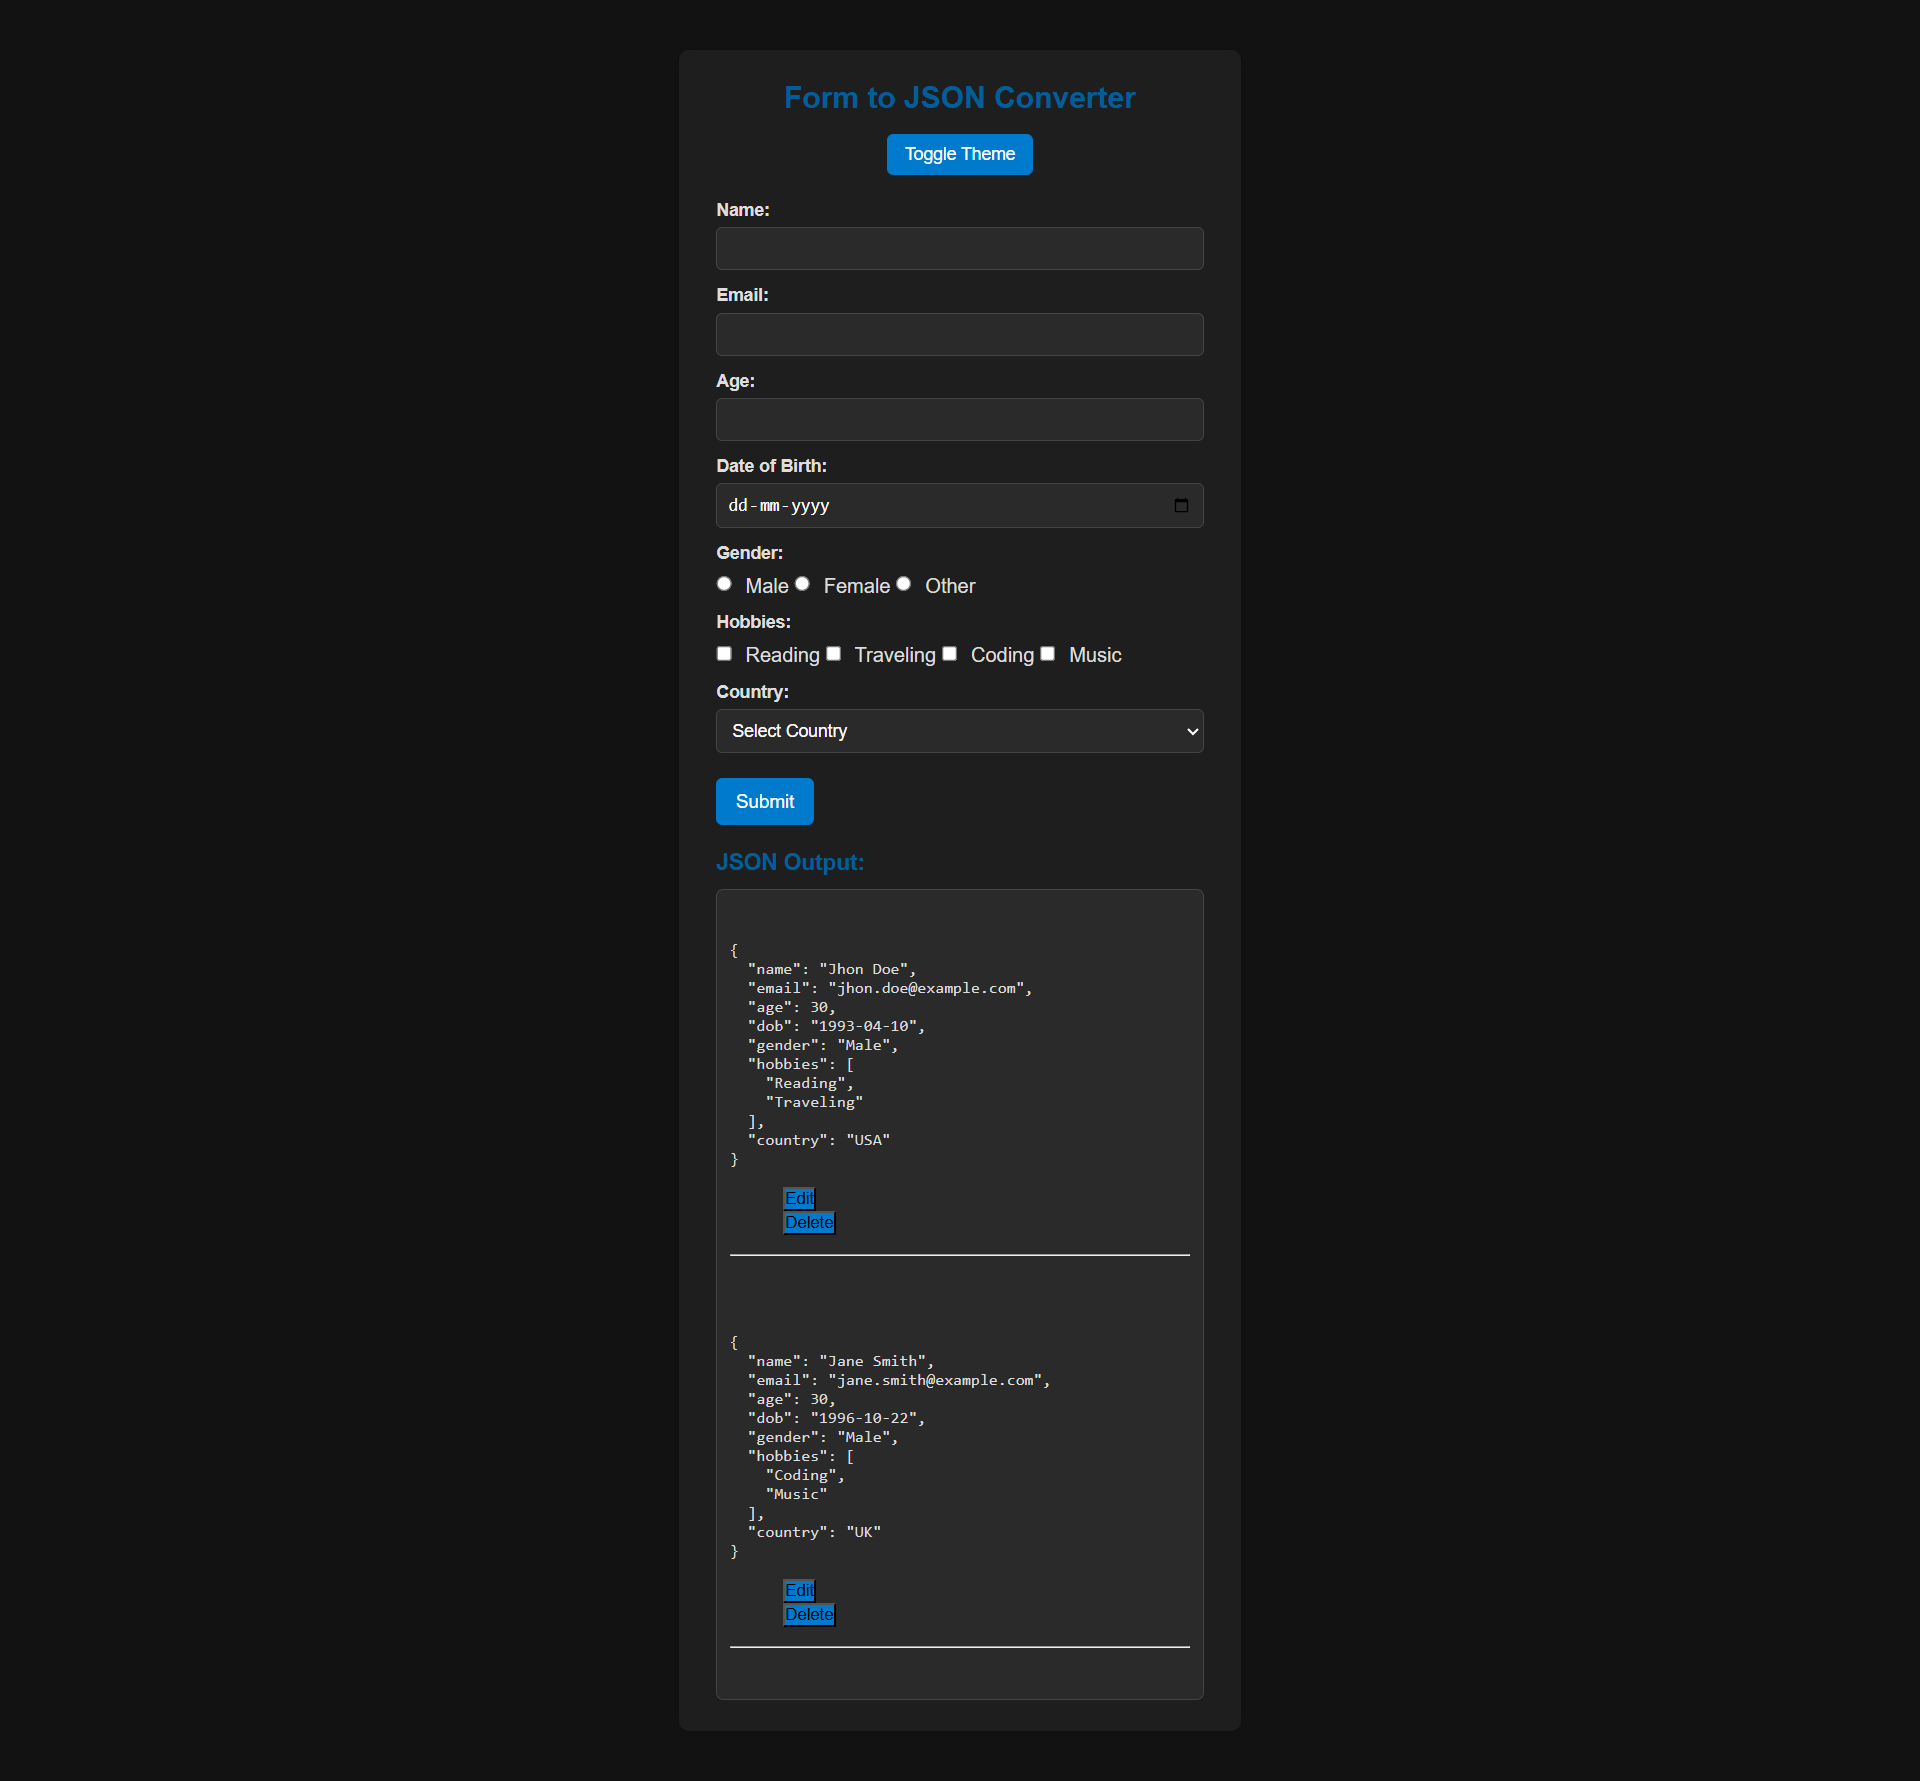 Form to JSON Converter
Toggle Theme
Name:
Email:
Age:
Date of Birth:
dd-mm-yyyy
Gender:
Male Female Other
Hobbies:
Reading Traveling Coding Music
Country:
Select Country
Submit
JSON Output:
{
  "name": "Jhon Doe",
  "email": "jhon.doe@example.com",
  "age": 30,
  "dob": "1993-04-10",
  "gender": "Male",
  "hobbies": [
    "Reading",
    "Traveling"
  ],
  "country": "USA"
}
Edit
Delete
{
  "name": "Jane Smith",
  "email": "jane.smith@example.com",
  "age": 30,
  "dob": "1996-10-22",
  "gender": "Male",
  "hobbies": [
    "Coding",
    "Music"
  ],
  "country": "UK"
}
Edit
Delete